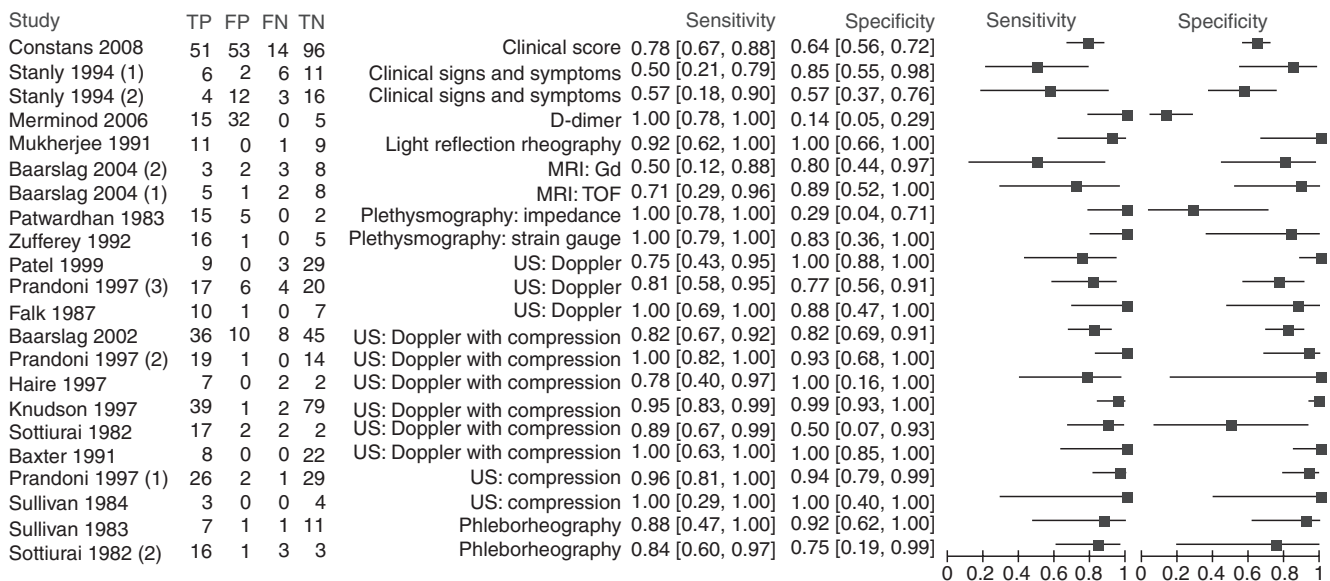 Study TP FP FN TN Sensitivity Specificity Sensitivity Specificity
Constans 2008 51 53 14 96 Clinical score 0.78 [0.67, 0.88] 0.64 [0.56, 0.72]
Stanly 1994 (1) 6 2 6 11 Clinical signs and symptoms 0.50 [0.21, 0.79] 0.85 [0.55, 0.98]
Stanly 1994 (2) 4 12 3 16 Clinical signs and symptoms 0.57 [0.18, 0.90] 0.57 [0.37, 0.76]
Merminod 2006 15 32 0 5 D-dimer 1.00 [0.78, 1.00] 0.14 [0.05, 0.29]
Mukherjee 1991 11 0 1 9 Light reflection rheography 0.92 [0.62, 1.00] 1.00 [0.66, 1.00]
Baarslag 2004 (2) 3 2 3 8 MRI: Gd 0.50 [0.12, 0.88] 0.80 [0.44, 0.97]
Baarslag 2004 (1) 5 1 2 8 MRI: TOF 0.71 [0.29, 0.96] 0.89 [0.52, 1.00]
Patwardhan 1983 15 5 0 2 Plethysmography: impedance 1.00 [0.78, 1.00] 0.29 [0.04, 0.71]
Zufferey 1992 16 1 0 5 Plethysmography: strain gauge 1.00 [0.79, 1.00] 0.83 [0.36, 1.00]
Patel 1999 9 0 3 29 US: Doppler 0.75 [0.43, 0.95] 1.00 [0.88, 1.00]
Prandoni 1997 (3) 17 6 4 20 US: Doppler 0.81 [0.58, 0.95] 0.77 [0.56, 0.91]
Falk 1987 10 1 0 7 US: Doppler 1.00 [0.69, 1.00] 0.88 [0.47, 1.00]
Baarslag 2002 36 10 8 45 US: Doppler with compression 0.82 [0.67, 0.92] 0.82 [0.69, 0.91]
Prandoni 1997 (2) 19 1 0 14 US: Doppler with compression 1.00 [0.82, 1.00] 0.93 [0.68, 1.00]
Haire 1997 7 0 2 2 US: Doppler with compression 0.78 [0.40, 0.97] 1.00 [0.16, 1.00]
Knudson 1997 39 1 2 79 US: Doppler with compression 0.95 [0.83, 0.99] 0.99 [0.93, 1.00]
Sottiurai 1982 17 2 2 2 US: Doppler with compression 0.89 [0.67, 0.99] 0.50 [0.07, 0.93]
Baxter 1991 8 0 0 22 US: Doppler with compression 1.00 [0.63, 1.00] 1.00 [0.85, 1.00]
Prandoni 1997 (1) 26 2 1 29 US: compression 0.96 [0.81, 1.00] 0.94 [0.79, 0.99]
Sullivan 1984 3 0 0 4 US: compression 1.00 [0.29, 1.00] 1.00 [0.40, 1.00]
Sullivan 1983 7 1 1 11 Phleborheography 0.88 [0.47, 1.00] 0.92 [0.62, 1.00]
Sottiurai 1982 (2) 16 1 3 3 Phleborheography 0.84 [0.60, 0.97] 0.75 [0.19, 0.99]
0 0.2 0.4 0.6 0.8 1 0 0.2 0.4 0.6 0.8 1